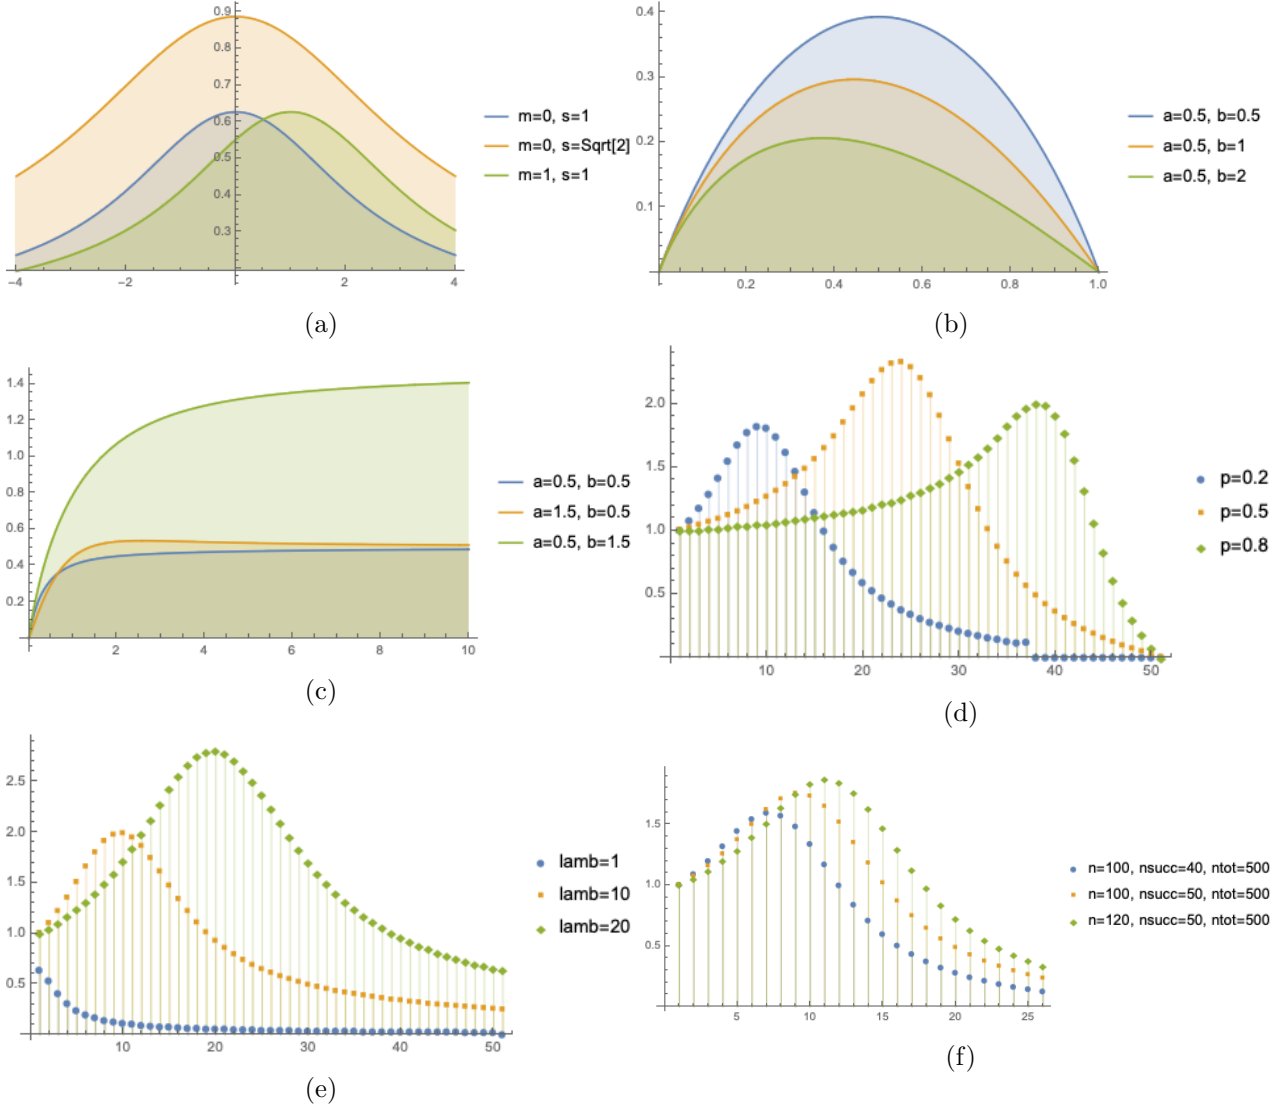 0.9
0.8
0.7
0.6
0.5
0.4
0.3
−4 −2 0 2 4
m=0, s=1
m=0, s=Sqrt[2]
m=1, s=1
(a)
0.4
0.3
0.2
0.1
0.2 0.4 0.6 0.8 1.0
a=0.5, b=0.5
a=0.5, b=1
a=0.5, b=2
(b)
1.4
1.2
1.0
0.8
0.6
0.4
0.2
2 4 6 8 10
a=0.5, b=0.5
a=1.5, b=0.5
a=0.5, b=1.5
(c)
2.0
1.5
1.0
0.5
10 20 30 40 50
p=0.2
p=0.5
p=0.8
(d)
2.5
2.0
1.5
1.0
0.5
10 20 30 40 50
lamb=1
lamb=10
lamb=20
(e)
1.5
1.0
0.5
5 10 15 20 25
n=100, nsucc=40, ntot=500
n=100, nsucc=50, ntot=500
n=120, nsucc=50, ntot=500
(f)